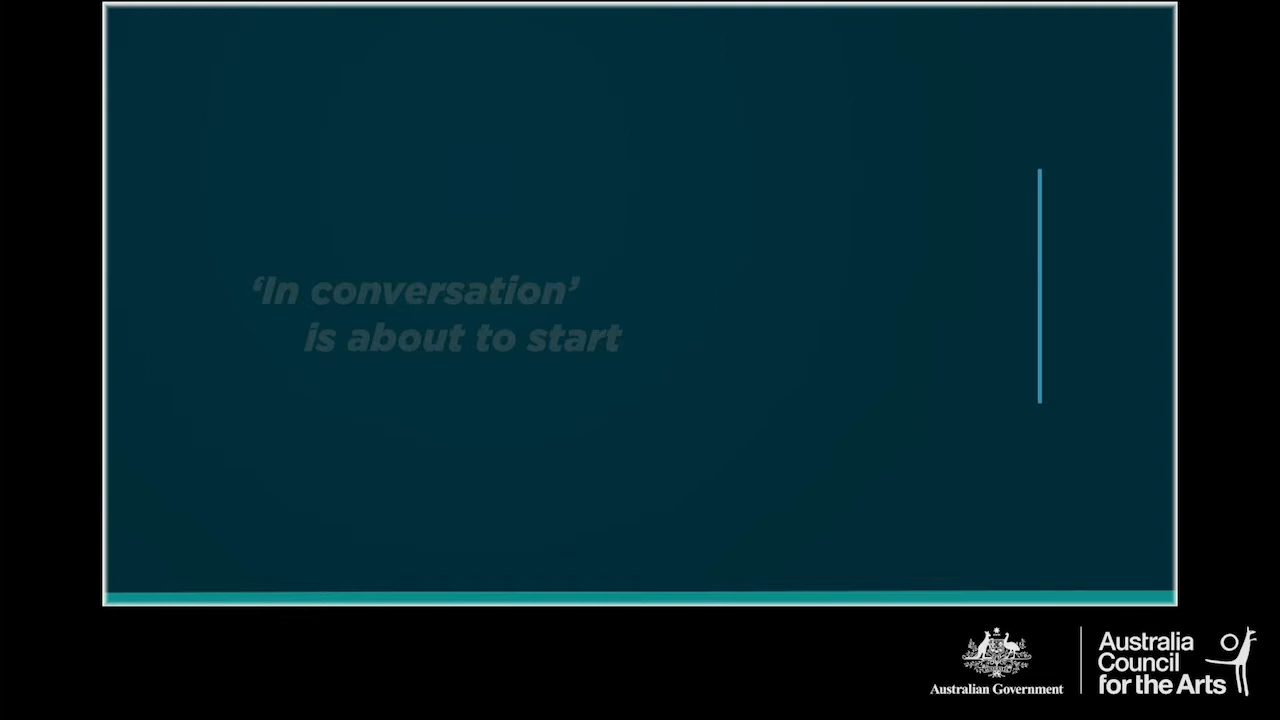 ‘In conversation’
is about to start
Australian Government
Australia
Council
for the Arts